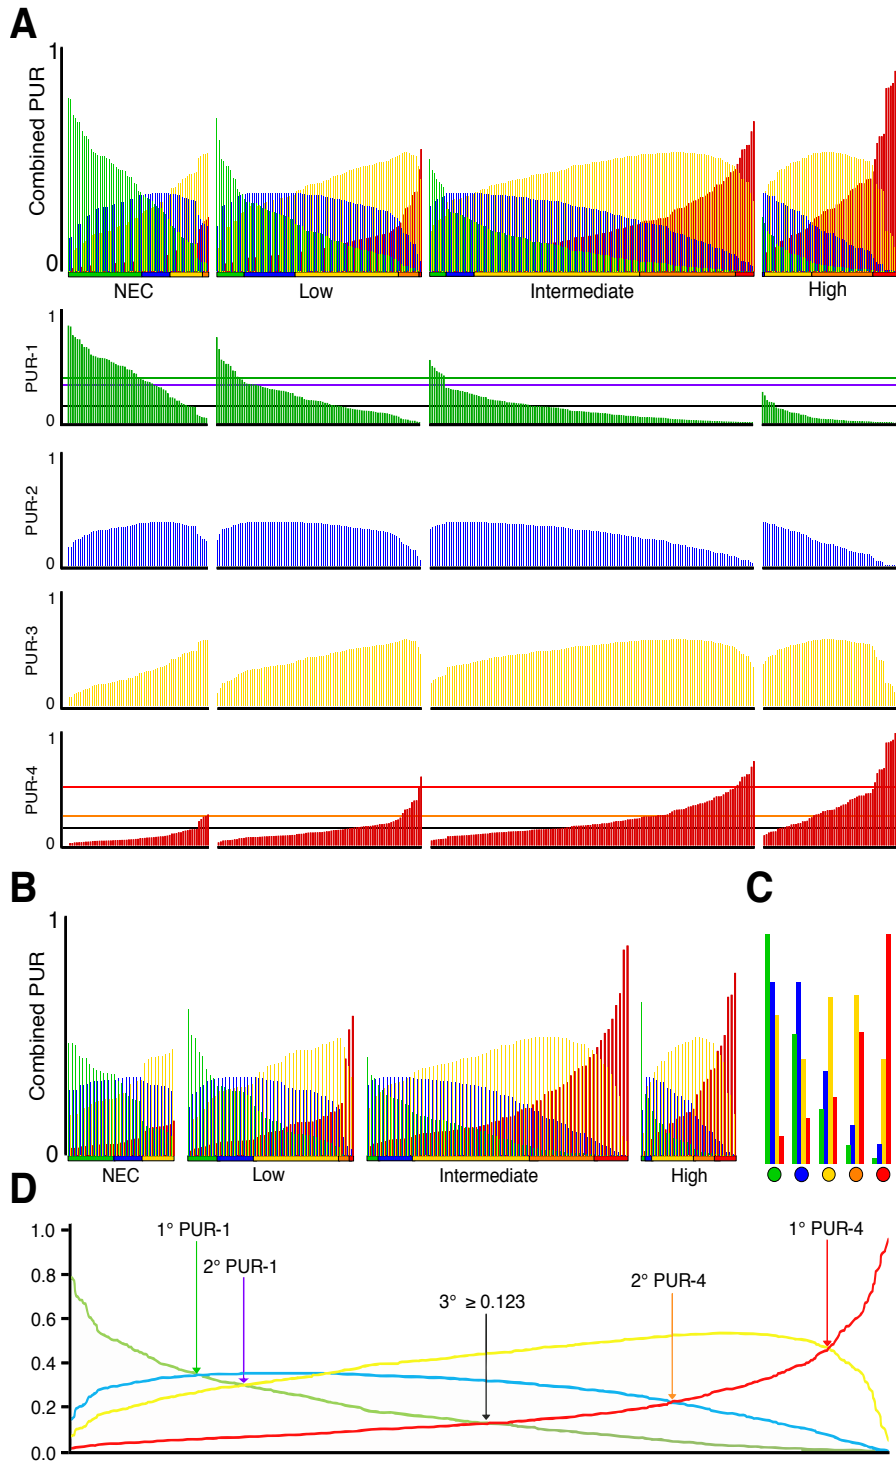 A
1
Combined PUR
0
NEC
Low
Intermediate
High
1
PUR-1
0
1
PUR-2
0
1
PUR-3
0
1
PUR-4
0
B
C
1
Combined PUR
0
NEC
Low
Intermediate
High
D
1° PUR-1
1° PUR-4
2° PUR-1
2° PUR-4
3° ≥0.123
1.0
0.8
0.6
0.4
0.2
0.0